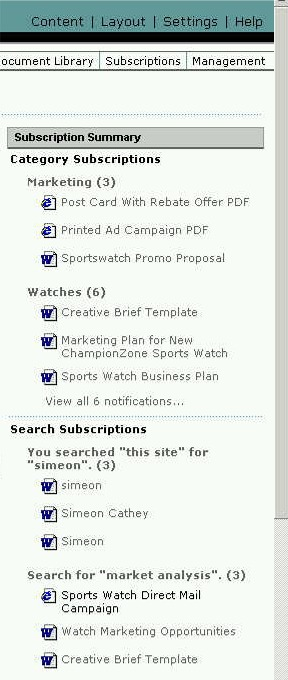 Content | Layout | Settings | Help
ocument Library | Subscriptions | Management
Subscription Summary
Category Subscriptions
Marketing (3)
Post Card With Rebate Offer PDF
Printed Ad Campaign PDF
Sportswatch Promo Proposal
Watches (6)
Creative Brief Template
Marketing Plan for New
ChampionZone Sports Watch
Sports Watch Business Plan
View all 6 notifications...
Search Subscriptions
You searched "this site" for
"simeon". (3)
simeon
Simeon Cathey
Simeon
Search for "market analysis". (3)
Sports Watch Direct Mail
Campaign
Watch Marketing Opportunities
Creative Brief Template